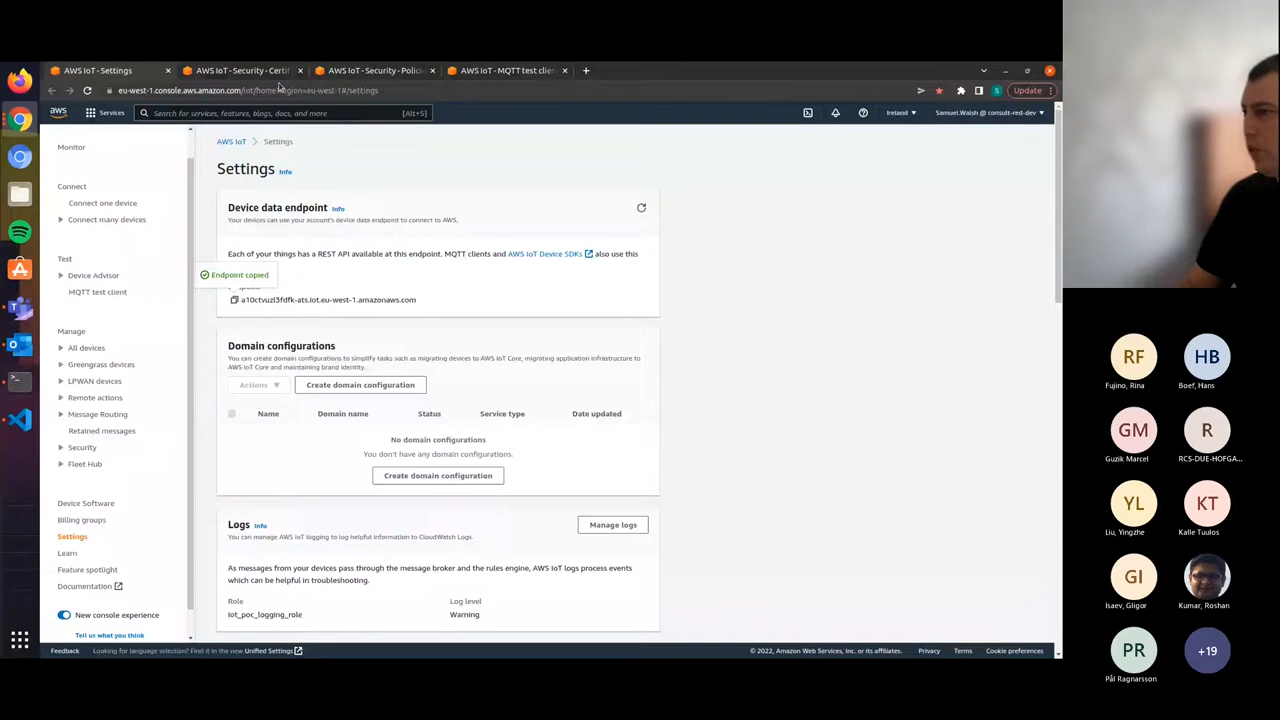 AWS IoT - Settings
AWS IoT - Security - Certif
AWS IoT - Security - Policie
AWS IoT - MQTT test clien
eu-west-1.console.aws.amazon.com/iot/home?region=eu-west-1#/settings
Update
aws
Services
Search for services, features, blogs, docs, and more
[Alt+S]
Ireland
Samuel.Walsh @ consult-red-dev
Monitor
Connect
Connect one device
Connect many devices
Test
Device Advisor
MQTT test client
Manage
All devices
Greengrass devices
LPWAN devices
Remote actions
Message Routing
Retained messages
Security
Fleet Hub
Device Software
Billing groups
Settings
Learn
Feature spotlight
Documentation
New console experience
Tell us what you think
AWS IoT
Settings
Settings
Info
Device data endpoint
Info
Your devices can use your account's device data endpoint to connect to AWS.
Each of your things has a REST API available at this endpoint. MQTT clients and AWS IoT Device SDKs also use this
Endpoint copied
a10ctvuzl3fdfk-ats.iot.eu-west-1.amazonaws.com
Domain configurations
You can create domain configurations to simplify tasks such as migrating devices to AWS IoT Core, migrating application infrastructure to
AWS IoT Core and maintaining brand identity.
Actions
Create domain configuration
Name
Domain name
Status
Service type
Date updated
No domain configurations
You don't have any domain configurations.
Create domain configuration
Logs
Info
Manage logs
You can manage AWS IoT logging to log helpful information to CloudWatch Logs.
As messages from your devices pass through the message broker and the rules engine, AWS IoT logs process events
which can be helpful in troubleshooting.
Role
Log level
iot_poc_logging_role
Warning
Feedback
Looking for language selection? Find it in the new Unified Settings
© 2022, Amazon Web Services, Inc. or its affiliates.
Privacy
Terms
Cookie preferences
RF
HB
Fujino, Rina
Boef, Hans
GM
R
Guzik Marcel
RCS-DUE-HOFGA...
YL
KT
Liu, Yingzhe
Kalle Tuulos
GI
Isaev, Gligor
Kumar, Roshan
PR
+19
Pål Ragnarsson